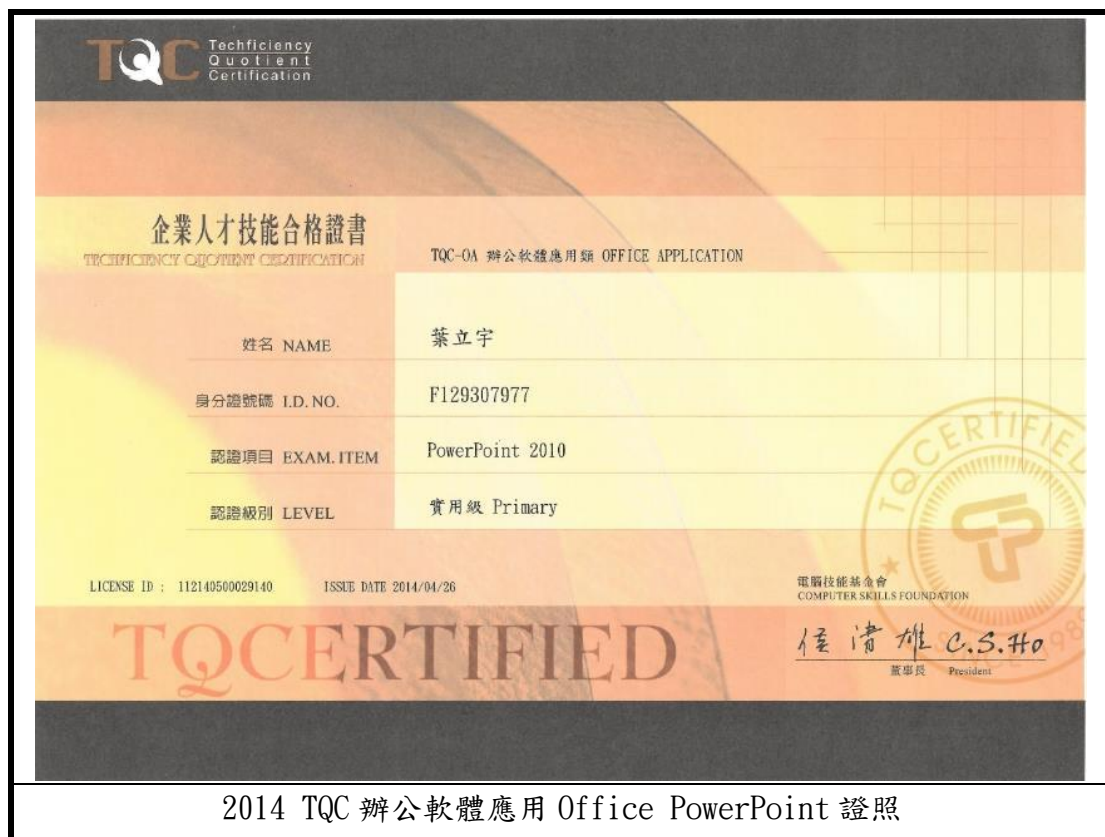 TQC Techficiency
Quotient
Certification
企業人才技能合格證書
TECHFICIENCY QUOTIENT CERTIFICATION
TQC-OA 辦公軟體應用類 OFFICE APPLICATION
姓名 NAME
葉立宇
身分證號碼 I.D. NO.
F129307977
認證項目 EXAM. ITEM
PowerPoint 2010
認證級別 LEVEL
實用級 Primary
TQCERTIFIED
LICENSE ID : 112140500029140
ISSUE DATE 2014/04/26
電腦技能基金會
COMPUTER SKILLS FOUNDATION
TQCERTIFIED
C.S.Ho
董事長 President
2014 TQC 辦公軟體應用 Office PowerPoint 證照